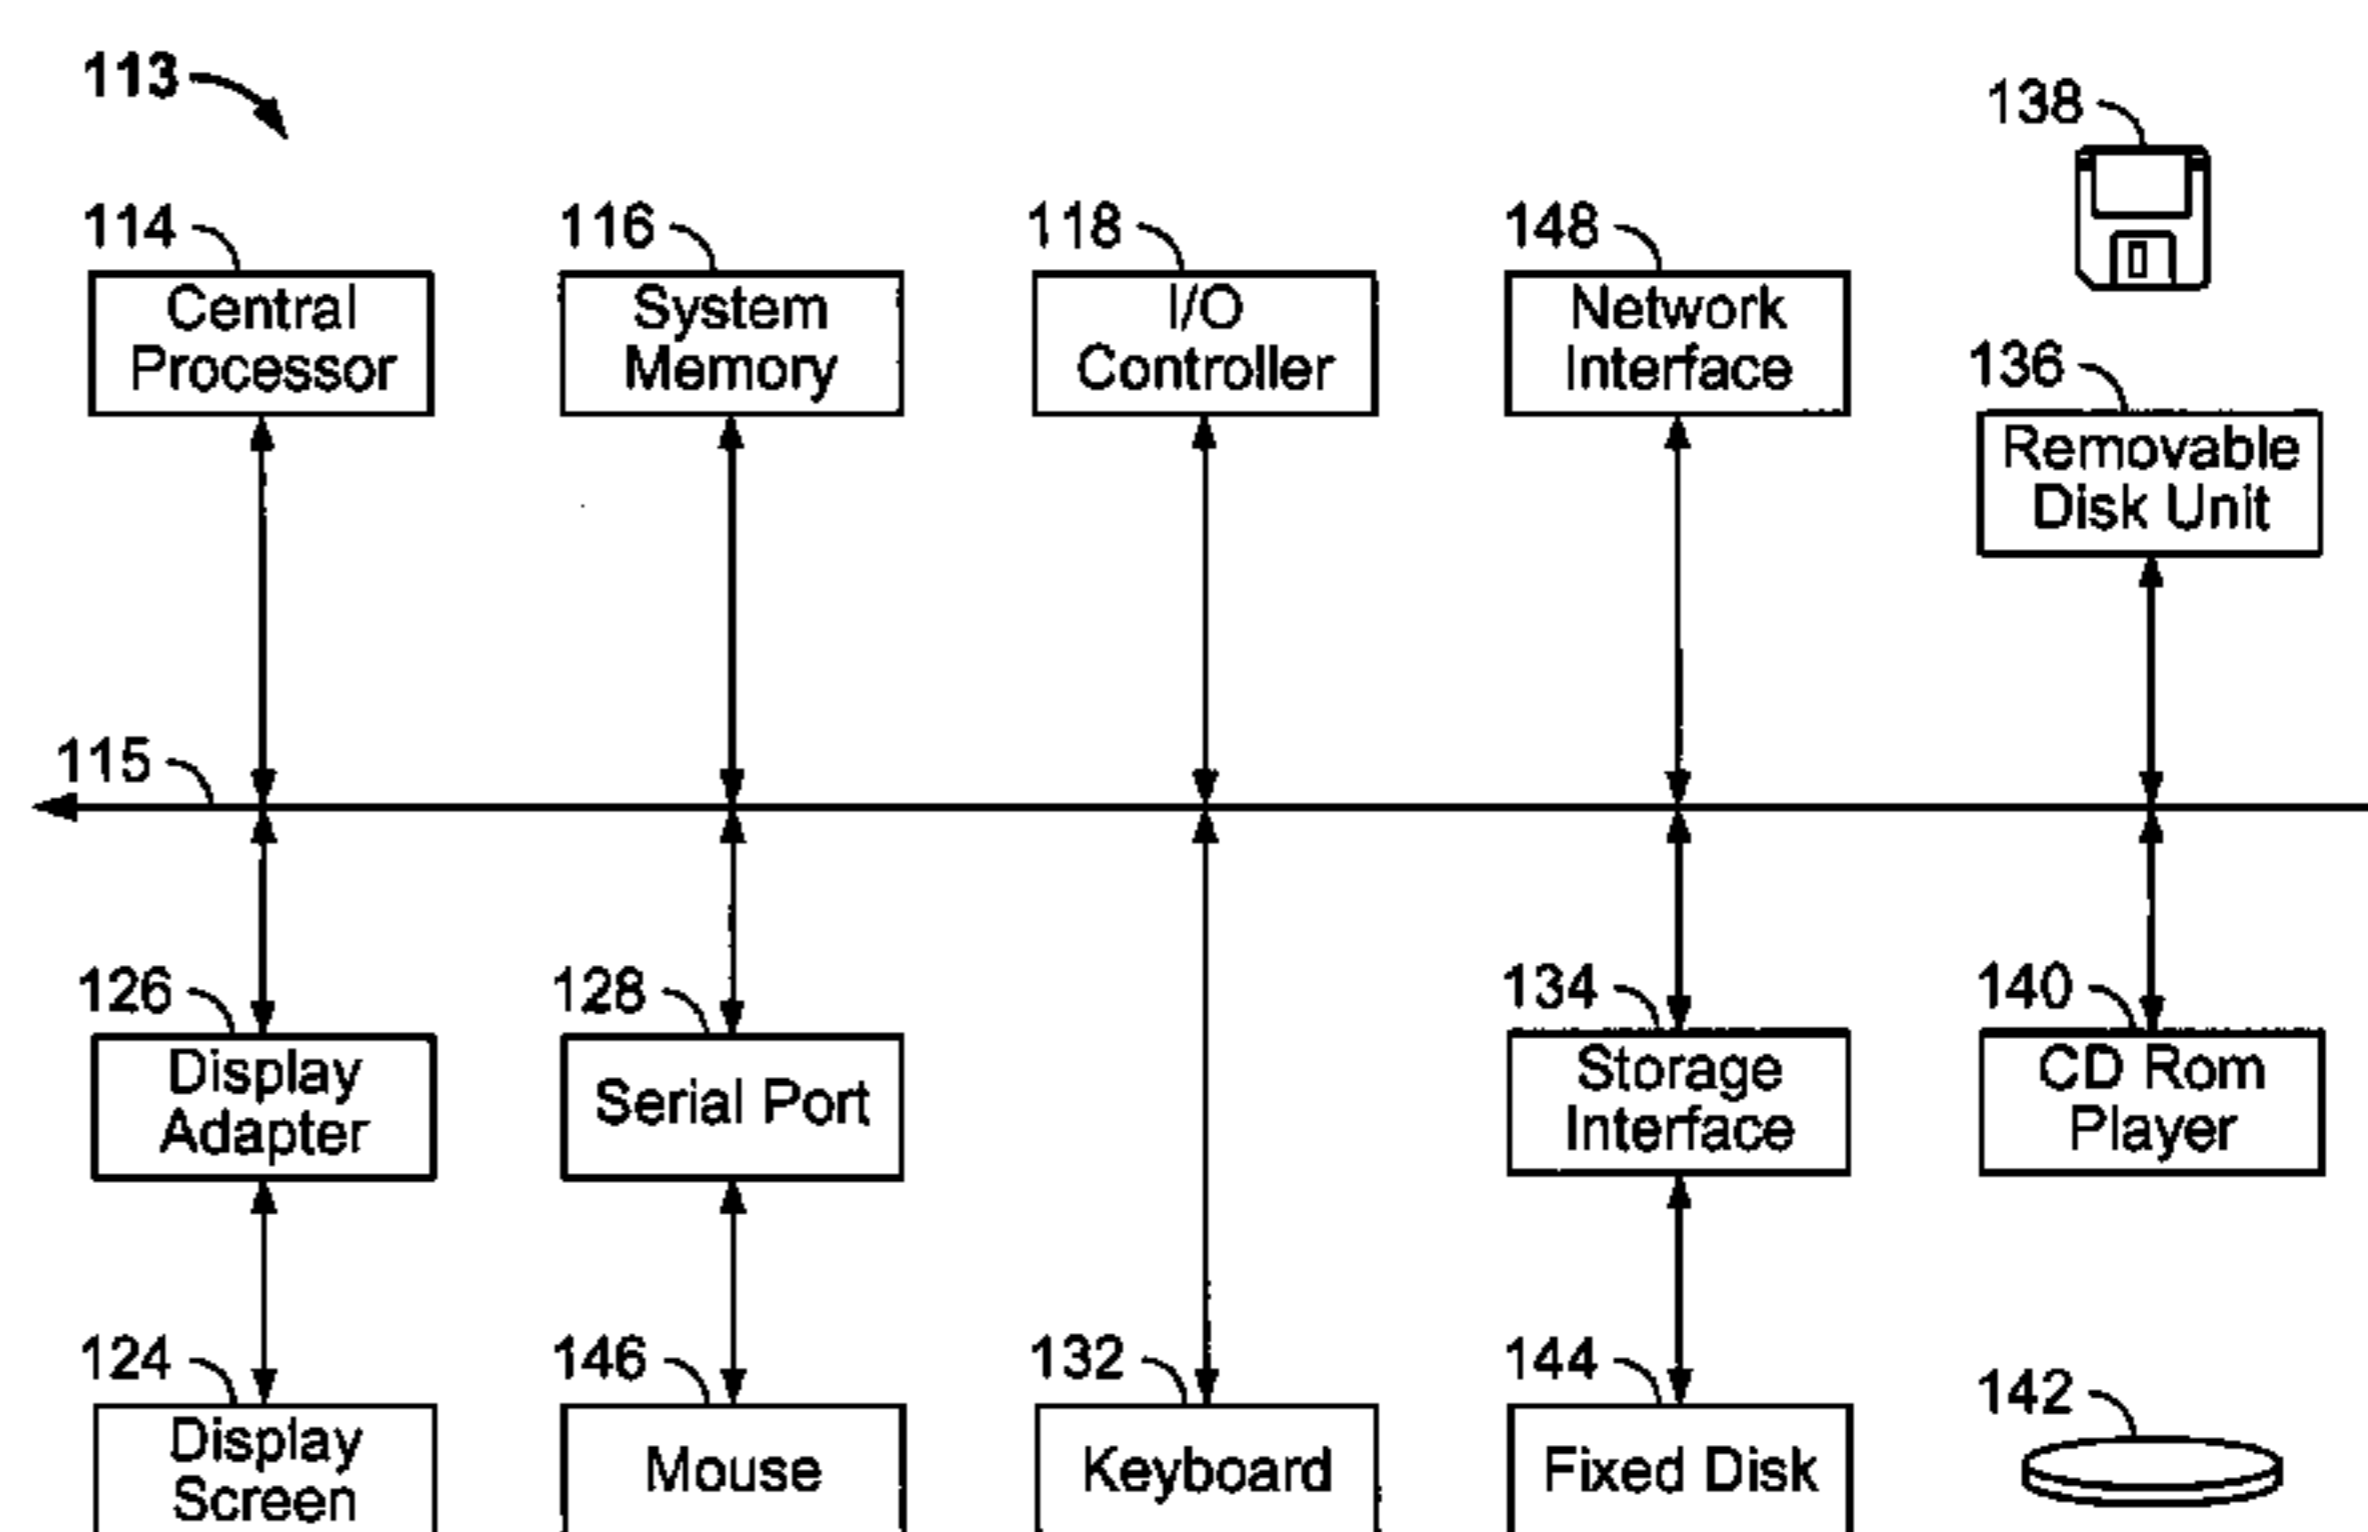 113
138
114
116
118
148
Central
Processor
System
Memory
I/O
Controller
Network
Interface
136
Removable
Disk Unit
115
126
128
134
140
Display
Adapter
Serial Port
Storage
Interface
CD Rom
Player
124
146
132
144
142
Display
Screen
Mouse
Keyboard
Fixed Disk